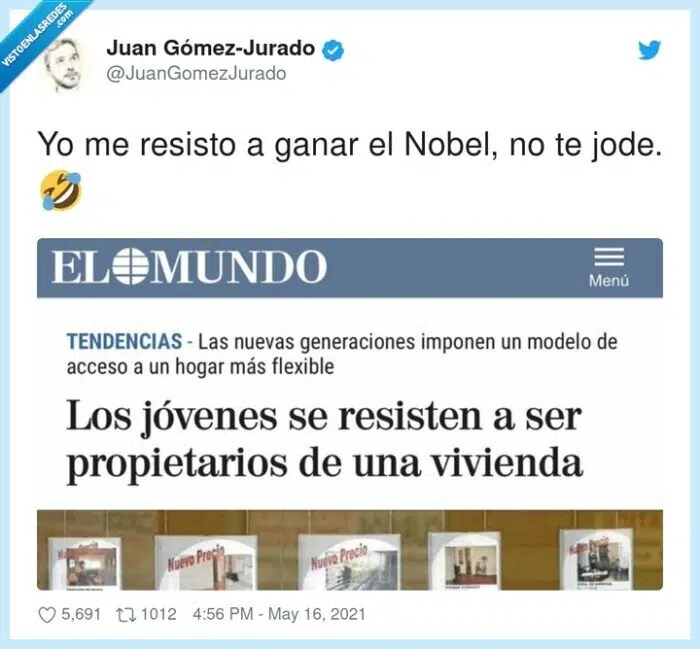 VISTOENLASREDES
.com
Juan Gómez-Jurado
@JuanGomezJurado
Yo me resisto a ganar el Nobel, no te jode.
🤣
EL MUNDO
Menú
TENDENCIAS - Las nuevas generaciones imponen un modelo de
acceso a un hogar más flexible
Los jóvenes se resisten a ser
propietarios de una vivienda
Nuevo Precio
Nuevo Precio
Nuevo Precio
Nuevo Precio
5,691 1012 4:56 PM - May 16, 2021